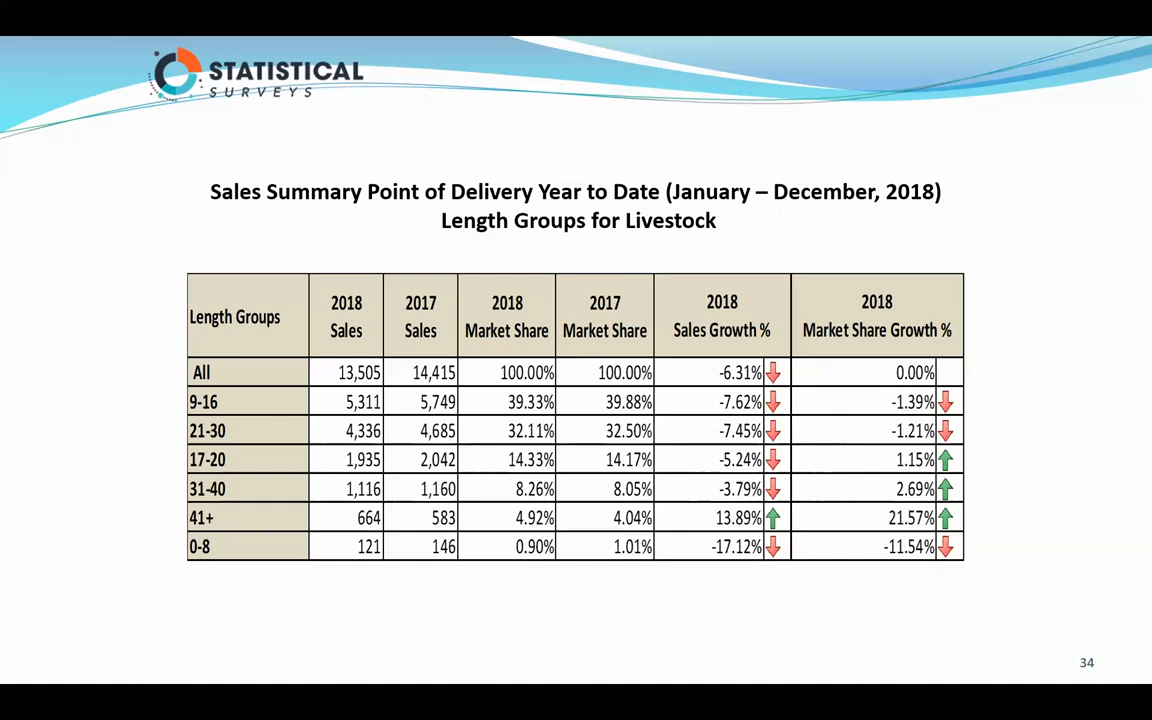 STATISTICAL
SURVEYS
Sales Summary Point of Delivery Year to Date (January – December, 2018)
Length Groups for Livestock
Length Groups 2018 Sales 2017 Sales 2018 Market Share 2017 Market Share 2018 Sales Growth % 2018 Market Share Growth %
All 13,505 14,415 100.00% 100.00% -6.31% 0.00%
9-16 5,311 5,749 39.33% 39.88% -7.62% -1.39%
21-30 4,336 4,685 32.11% 32.50% -7.45% -1.21%
17-20 1,935 2,042 14.33% 14.17% -5.24% 1.15%
31-40 1,116 1,160 8.26% 8.05% -3.79% 2.69%
41+ 664 583 4.92% 4.04% 13.89% 21.57%
0-8 121 146 0.90% 1.01% -17.12% -11.54%
34